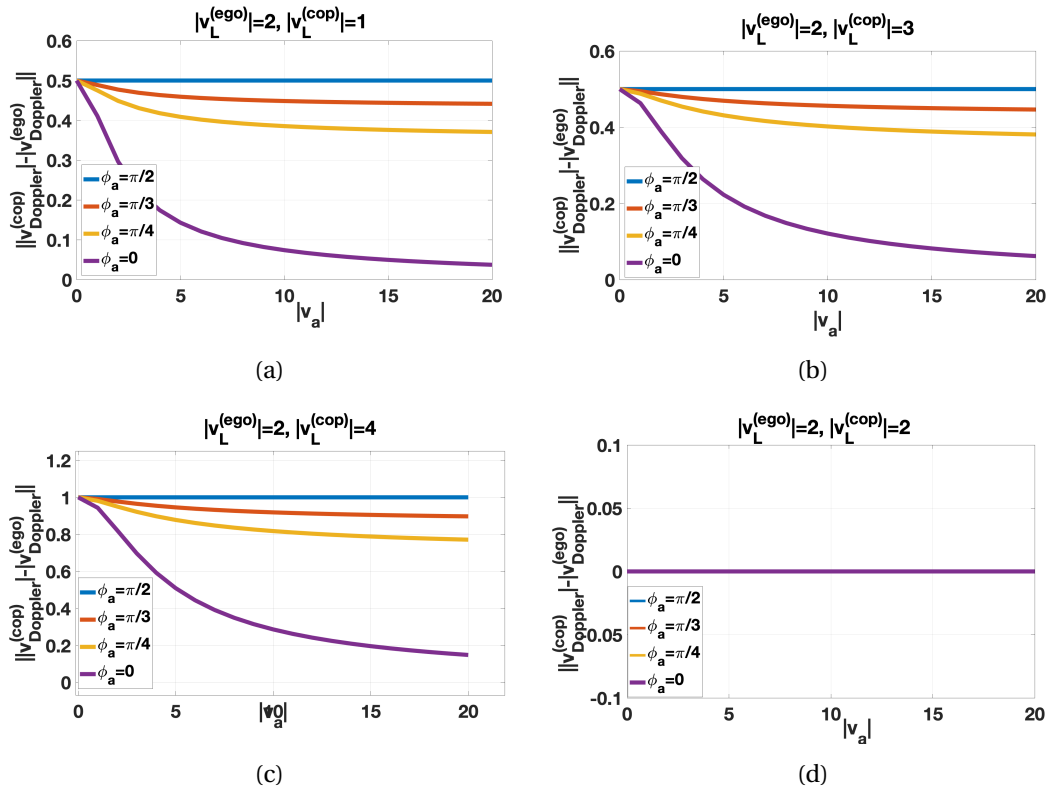 |v_L^(ego)|=2, |v_L^(cop)|=1
||v_Doppler^(cop)|-|v_Doppler^(ego)||
0.6
0.5
0.4
0.3
0.2
0.1
0
ϕ_a=π/2
ϕ_a=π/3
ϕ_a=π/4
ϕ_a=0
0 5 10 15 20
|v_a|
(a)
|v_L^(ego)|=2, |v_L^(cop)|=3
||v_Doppler^(cop)|-|v_Doppler^(ego)||
0.6
0.4
0.2
0
ϕ_a=π/2
ϕ_a=π/3
ϕ_a=π/4
ϕ_a=0
0 5 10 15 20
|v_a|
(b)
|v_L^(ego)|=2, |v_L^(cop)|=4
||v_Doppler^(cop)|-|v_Doppler^(ego)||
1.2
1
0.8
0.6
0.4
0.2
0
ϕ_a=π/2
ϕ_a=π/3
ϕ_a=π/4
ϕ_a=0
0 5 10 15 20
|v_a|
(c)
|v_L^(ego)|=2, |v_L^(cop)|=2
||v_Doppler^(cop)|-|v_Doppler^(ego)||
0.1
0.05
0
-0.05
-0.1
ϕ_a=π/2
ϕ_a=π/3
ϕ_a=π/4
ϕ_a=0
0 5 10 15 20
|v_a|
(d)